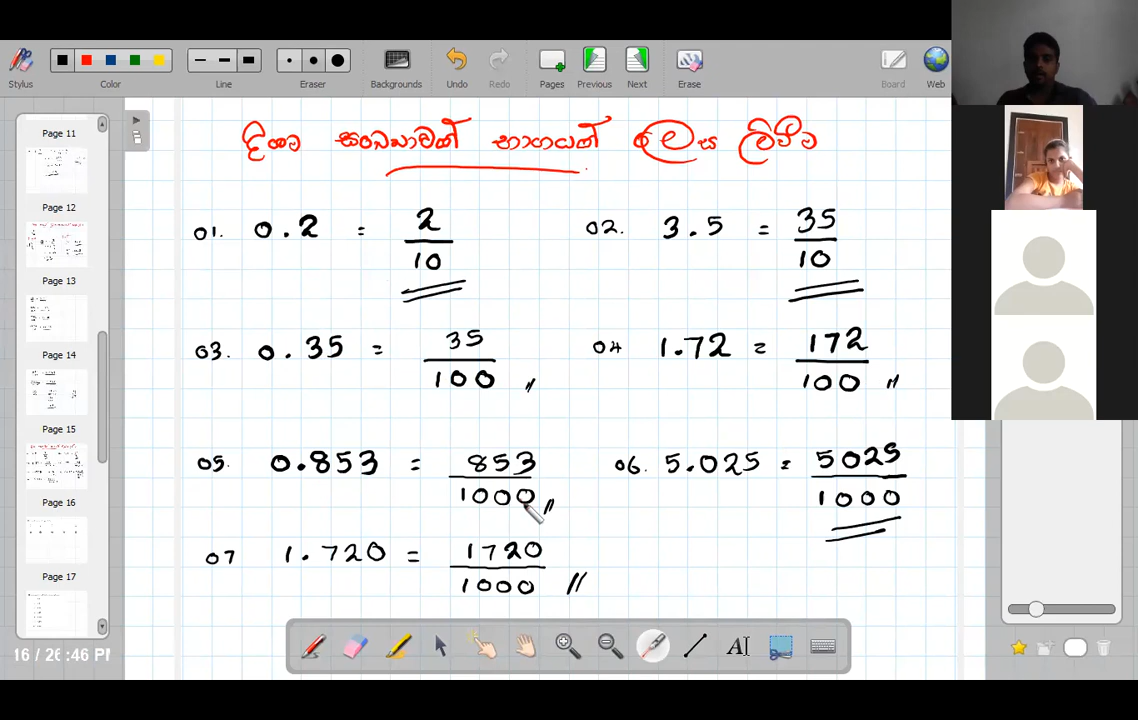 Stylus Color Line Eraser Backgrounds Undo Redo Pages Previous Next Erase Board Web
Page 11
Page 12
Page 13
Page 14
Page 15
Page 16
Page 17
දශම සංඛ්‍යාවක් භාගයක් ලෙස ලිවීම
01. 0.2 = 2/10
02. 3.5 = 35/10
03. 0.35 = 35/100
04 1.72 = 172/100
05. 0.853 = 853/1000
06. 5.025 = 5025/1000
07 1.720 = 1720/1000